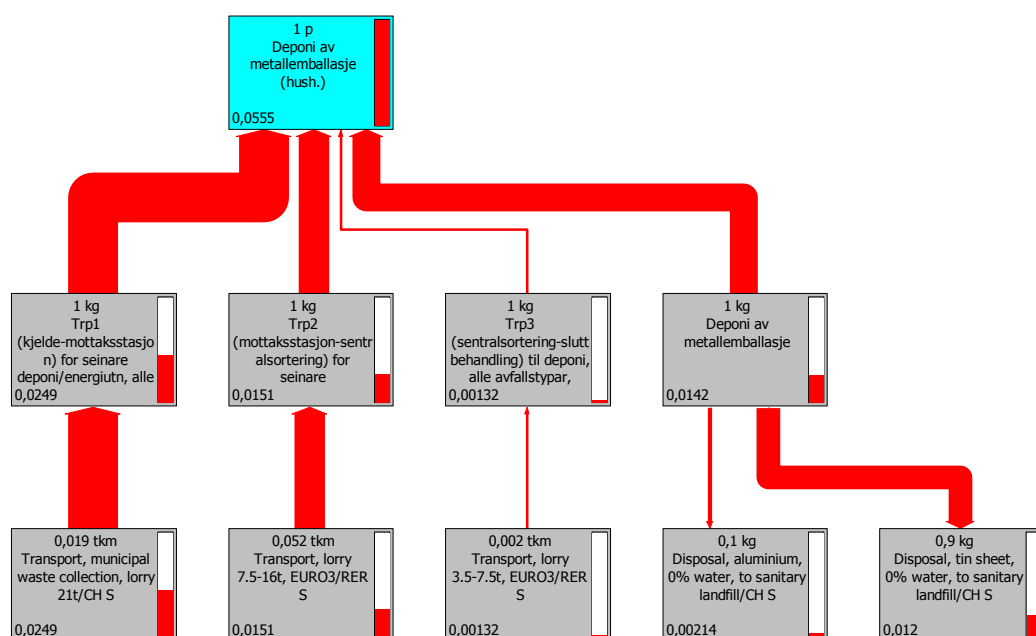 1 p
Deponi av
metallemballasje
(hush.)
0,0555
1 kg
Trp1
(kjelde-mottaksstasjo
n) for seinare
deponi/energiutn, alle
0,0249
1 kg
Trp2
(mottaksstasjon-sentr
alsortering) for
seinare
0,0151
1 kg
Trp3
(sentralsortering-slutt
behandling) til deponi,
alle avfallstypar,
0,00132
1 kg
Deponi av
metallemballasje
0,0142
0,019 tkm
Transport, municipal
waste collection, lorry
21t/CH S
0,0249
0,052 tkm
Transport, lorry
7.5-16t, EURO3/RER
S
0,0151
0,002 tkm
Transport, lorry
3.5-7.5t, EURO3/RER
S
0,00132
0,1 kg
Disposal, aluminium,
0% water, to sanitary
landfill/CH S
0,00214
0,9 kg
Disposal, tin sheet,
0% water, to sanitary
landfill/CH S
0,012